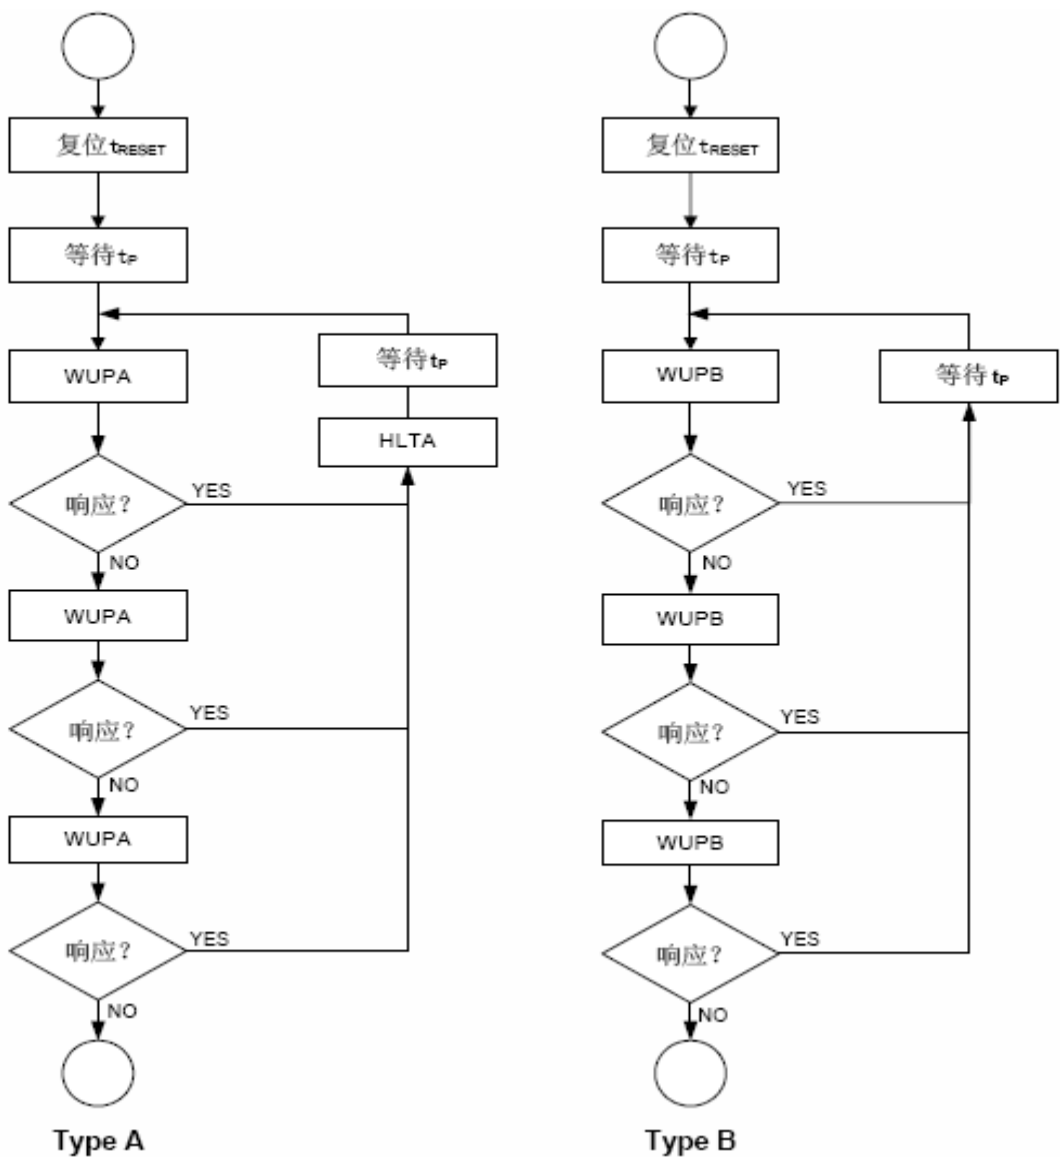 复位tRESET
等待tP
WUPA
等待tP
HLTA
响应?
YES
NO
WUPA
响应?
YES
NO
WUPA
响应?
YES
NO
Type A
复位tRESET
等待tP
WUPB
等待tP
响应?
YES
NO
WUPB
响应?
YES
NO
WUPB
响应?
YES
NO
Type B